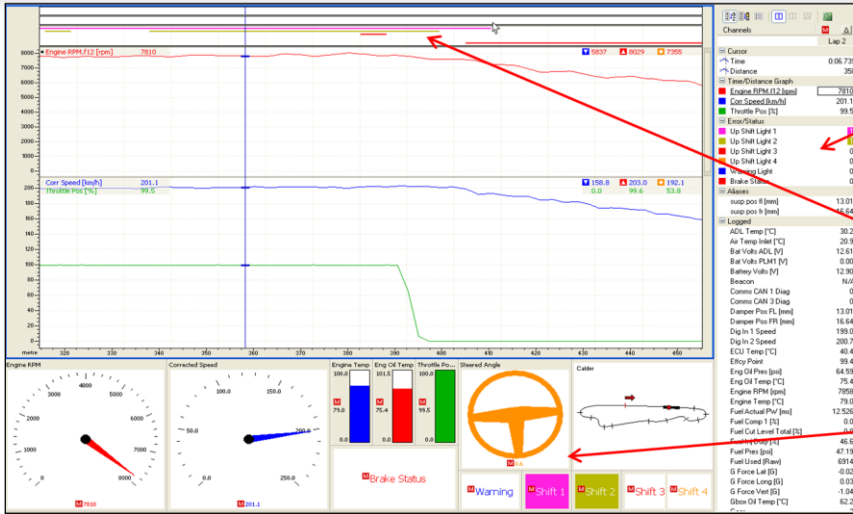 Channels
Lap 2
Cursor
Time 0:06.739
Distance 358
Time/Distance Graph
Engine RPM.f12 [rpm] 7810
Corr Speed [km/h] 201.1
Throttle Pos [%] 99.5
Error/Status
Up Shift Light 1
Up Shift Light 2
Up Shift Light 3 0
Up Shift Light 4 0
Warning Light 0
Brake Status 0
Aliases
susp pos fl [mm] 13.01
susp pos fr [mm] 16.64
Logged
ADL Temp [°C] 30.2
Air Temp Inlet [°C] 20.9
Bat Volts ADL [V] 12.61
Bat Volts PLM1 [V] 0.00
Battery Volts [V] 12.90
Beacon N/A
Comms CAN 1 Diag 0
Comms CAN 3 Diag 0
Damper Pos FL [mm] 13.01
Damper Pos FR [mm] 16.64
Dig In 1 Speed 199.0
Dig In 2 Speed 200.7
ECU Temp [°C] 40.4
Effcy Point 99.4
Eng Oil Pres [psi] 64.59
Eng Oil Temp [°C] 75.4
Engine RPM [rpm] 7858
Engine Temp [°C] 79.0
Fuel Actual PW [ms] 12.526
Fuel Comp 1 [%] 0.0
Fuel Cut Level Total [%]
46.6
Fuel Pres [psi] 47.19
Fuel Used (Raw) 6914
G Force Lat [G] -0.02
G Force Long [G] 0.03
G Force Vert [G] -1.04
Gbox Oil Temp [°C] 62.2
Engine RPM.f12 [rpm] 7810 5837 8029 7355
8000
7000
6000
5000
4000
3000
2000
1000
0
Corr Speed [km/h] 201.1 158.8 203.0 192.1
Throttle Pos [%] 99.5 0.0 99.6 53.8
200
180
160
140
120
100
80
60
40
20
0
metre 320 330 340 350 360 370 380 390 400 410 420 430 440 450
Engine RPM
0 1000 2000 3000 4000 5000 6000 7000 8000
M 7810
Corrected Speed
0.0 50.0 100.0 150.0 200.0 250.0
M 201.1
Engine Temp
100.0
M 79.0
0.0
Eng Oil Temp
101.5
M 75.4
0.0
Throttle Po...
100.0
M 99.5
0.0
M Brake Status
Steered Angle
Calder
M Warning
M Shift 1
M Shift 2
M Shift 3
M Shift 4